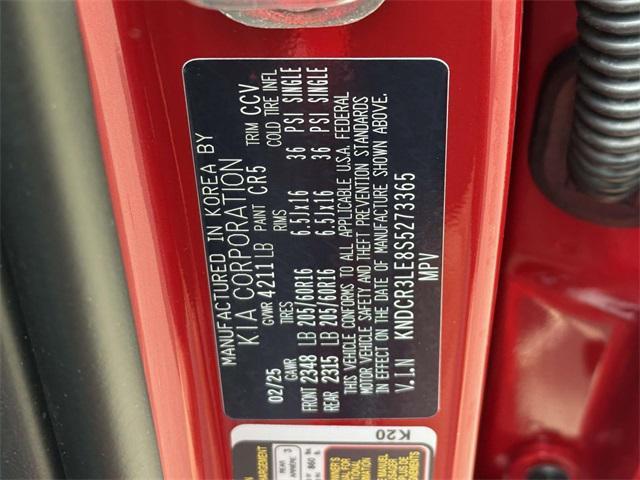 MANUFACTURED IN KOREA BY
KIA CORPORATION
02/25 GVWR 4211LB PAINT CR5 TRIM CCV
GAWR TIRES RIMS COLD TIRE INFL
FRONT 2348 LB 205/60R16 6.5JX16 36 PSI SINGLE
REAR 2315 LB 205/60R16 6.5JX16 36 PSI SINGLE
THIS VEHICLE CONFORMS TO ALL APPLICABLE U.S.A. FEDERAL
MOTOR VEHICLE SAFETY AND THEFT PREVENTION STANDARDS
IN EFFECT ON THE DATE OF MANUFACTURE SHOWN ABOVE.
V.I.N KNDCR3LE8S5273365
MPV
K20
REAR 3